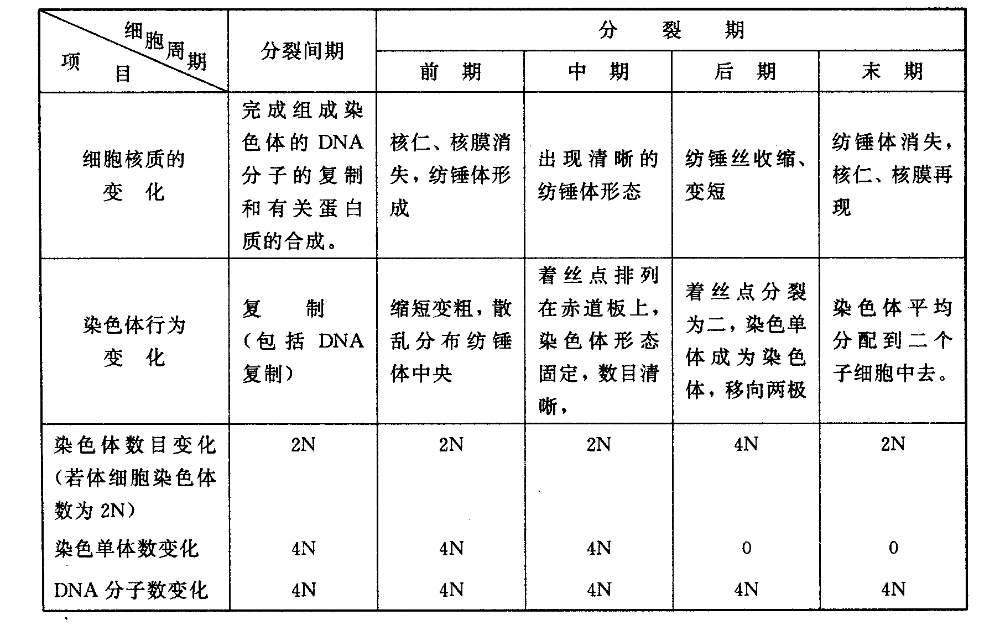 细胞周期
项目
分裂间期
分裂期
前期
中期
后期
末期
细胞核质的
变化
完成组成染
色体的 DNA
分子的复制
和有关蛋白
质的合成。
核仁、核膜消
失，纺锤体形
成
出现清晰的
纺锤体形态
纺锤丝收缩、
变短
纺锤体消失，
核仁、核膜再
现
染色体行为
变化
复制
（包括 DNA
复制）
缩短变粗，散
乱分布纺锤
体中央
着丝点排列
在赤道板上，
染色体形态
固定，数目清
晰，
着丝点分裂
为二，染色单
体成为染色
体，移向两极
染色体平均
分配到二个
子细胞中去。
染色体数目变化
（若体细胞染色体
数为 2N）
2N
2N
2N
4N
2N
染色单体数变化
4N
4N
4N
0
0
DNA 分子数变化
4N
4N
4N
4N
4N